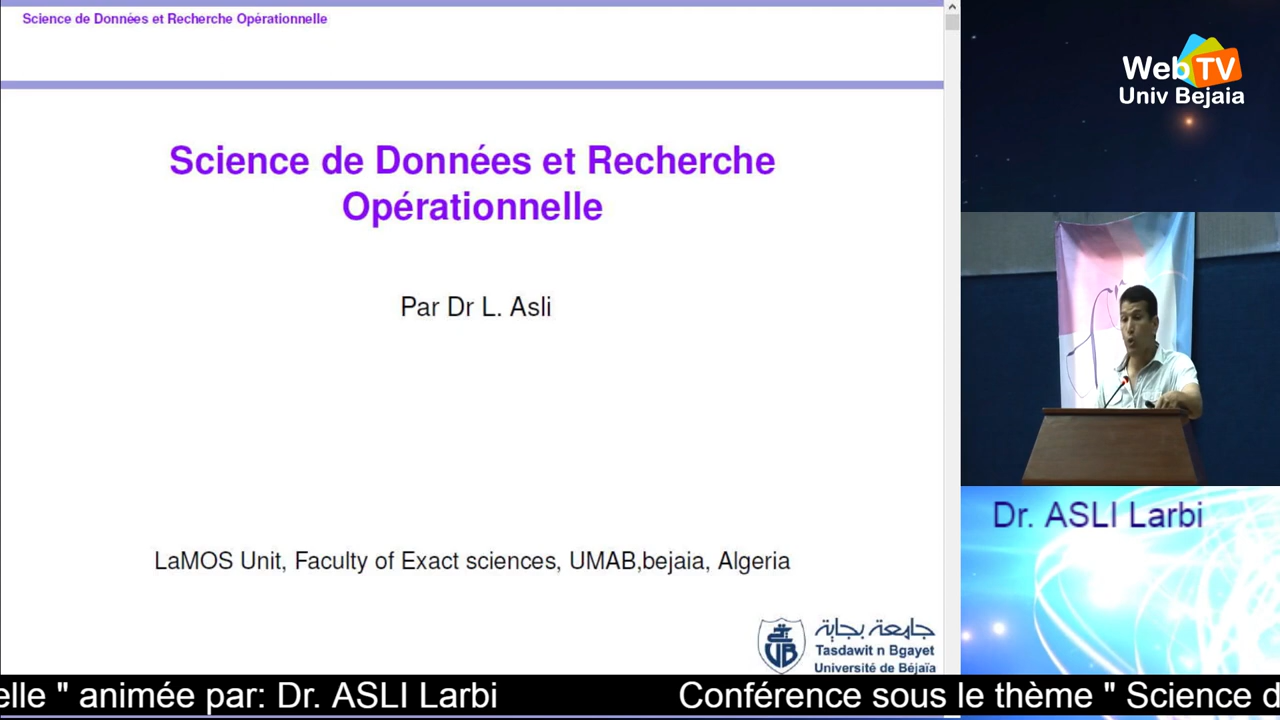 Science de Données et Recherche Opérationnelle
Science de Données et Recherche
Opérationnelle
Par Dr L. Asli
LaMOS Unit, Faculty of Exact sciences, UMAB,bejaia, Algeria
جامعة بجاية
Tasdawit n Bgayet
Université de Béjaïa
Web TV
Univ Bejaia
Dr. ASLI Larbi
elle " animée par: Dr. ASLI Larbi Conférence sous le thème " Science d